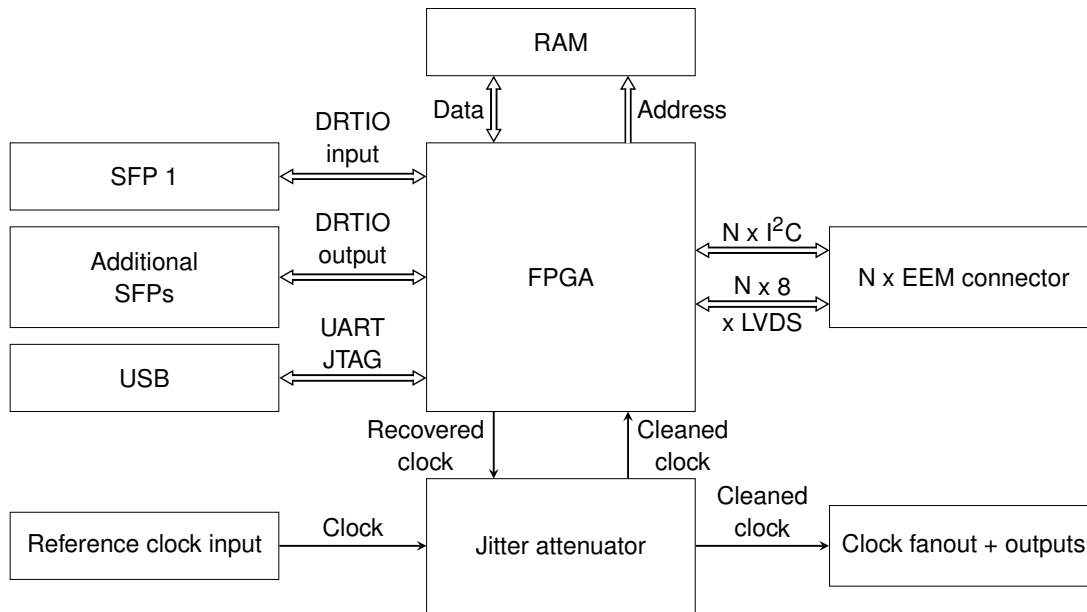 RAM
Data
Address
DRTIO
input
SFP 1
DRTIO
output
Additional
SFPs
FPGA
N x I²C
N x 8
x LVDS
N x EEM connector
UART
JTAG
USB
Recovered
clock
Cleaned
clock
Reference clock input
Clock
Jitter attenuator
Cleaned
clock
Clock fanout + outputs